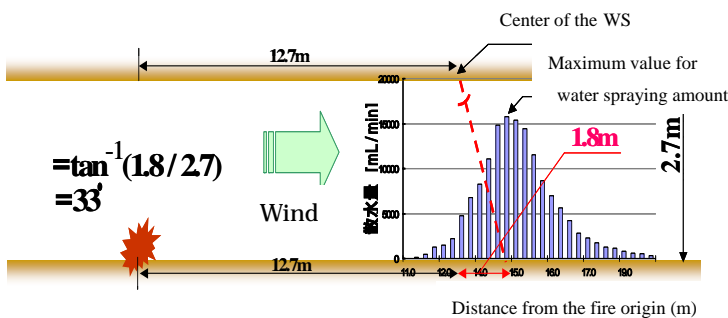 Center of the WS
12.7m
Maximum value for
water spraying amount
20000
15000
10000
5000
0
散水量 [mL/min]
1.8m
2.7m
=tan⁻¹(1.8/2.7)
=33°
Wind
12.7m
11.0 12.0 13.0 14.0 15.0 16.0 17.0 18.0 19.0
Distance from the fire origin (m)